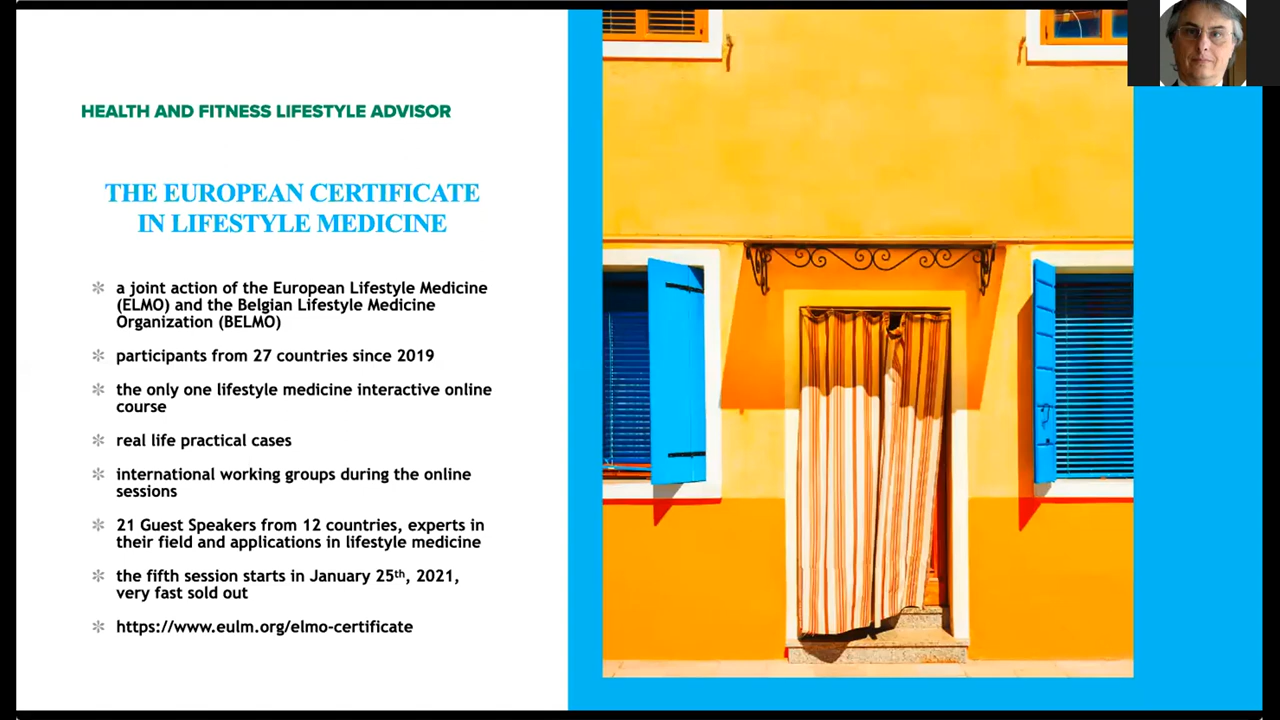 HEALTH AND FITNESS LIFESTYLE ADVISOR
THE EUROPEAN CERTIFICATE
IN LIFESTYLE MEDICINE
a joint action of the European Lifestyle Medicine
(ELMO) and the Belgian Lifestyle Medicine
Organization (BELMO)
participants from 27 countries since 2019
the only one lifestyle medicine interactive online
course
real life practical cases
international working groups during the online
sessions
21 Guest Speakers from 12 countries, experts in
their field and applications in lifestyle medicine
the fifth session starts in January 25th, 2021,
very fast sold out
https://www.eulm.org/elmo-certificate